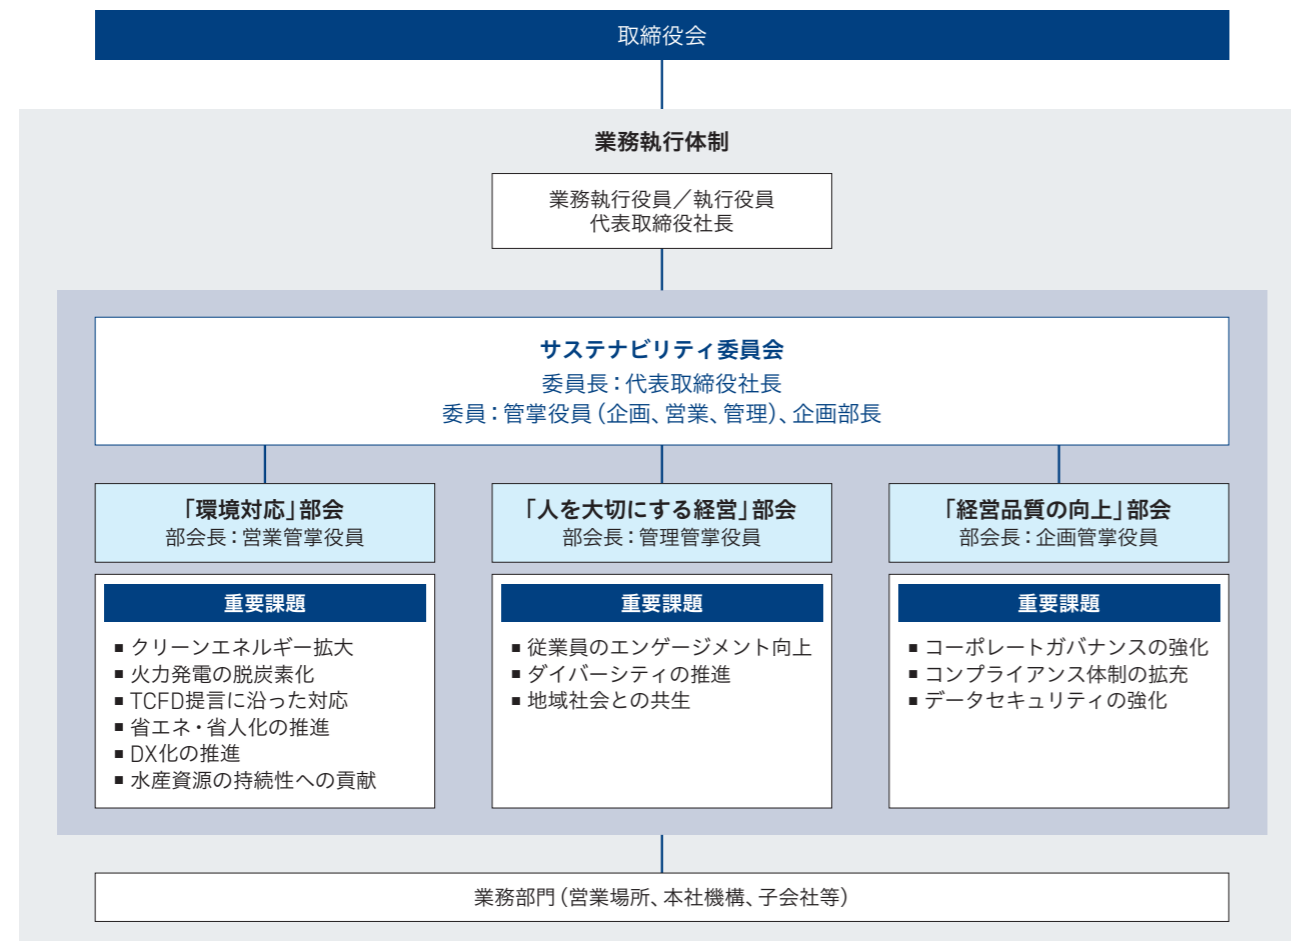 取締役会
業務執行体制
業務執行役員／執行役員
代表取締役社長
サステナビリティ委員会
委員長：代表取締役社長
委員：管掌役員（企画、営業、管理）、企画部長
「環境対応」部会
部会長：営業管掌役員
重要課題
■ クリーンエネルギー拡大
■ 火力発電の脱炭素化
■ TCFD提言に沿った対応
■ 省エネ・省人化の推進
■ DX化の推進
■ 水産資源の持続性への貢献
「人を大切にする経営」部会
部会長：管理管掌役員
重要課題
■ 従業員のエンゲージメント向上
■ ダイバーシティの推進
■ 地域社会との共生
「経営品質の向上」部会
部会長：企画管掌役員
重要課題
■ コーポレートガバナンスの強化
■ コンプライアンス体制の拡充
■ データセキュリティの強化
業務部門（営業場所、本社機構、子会社等）